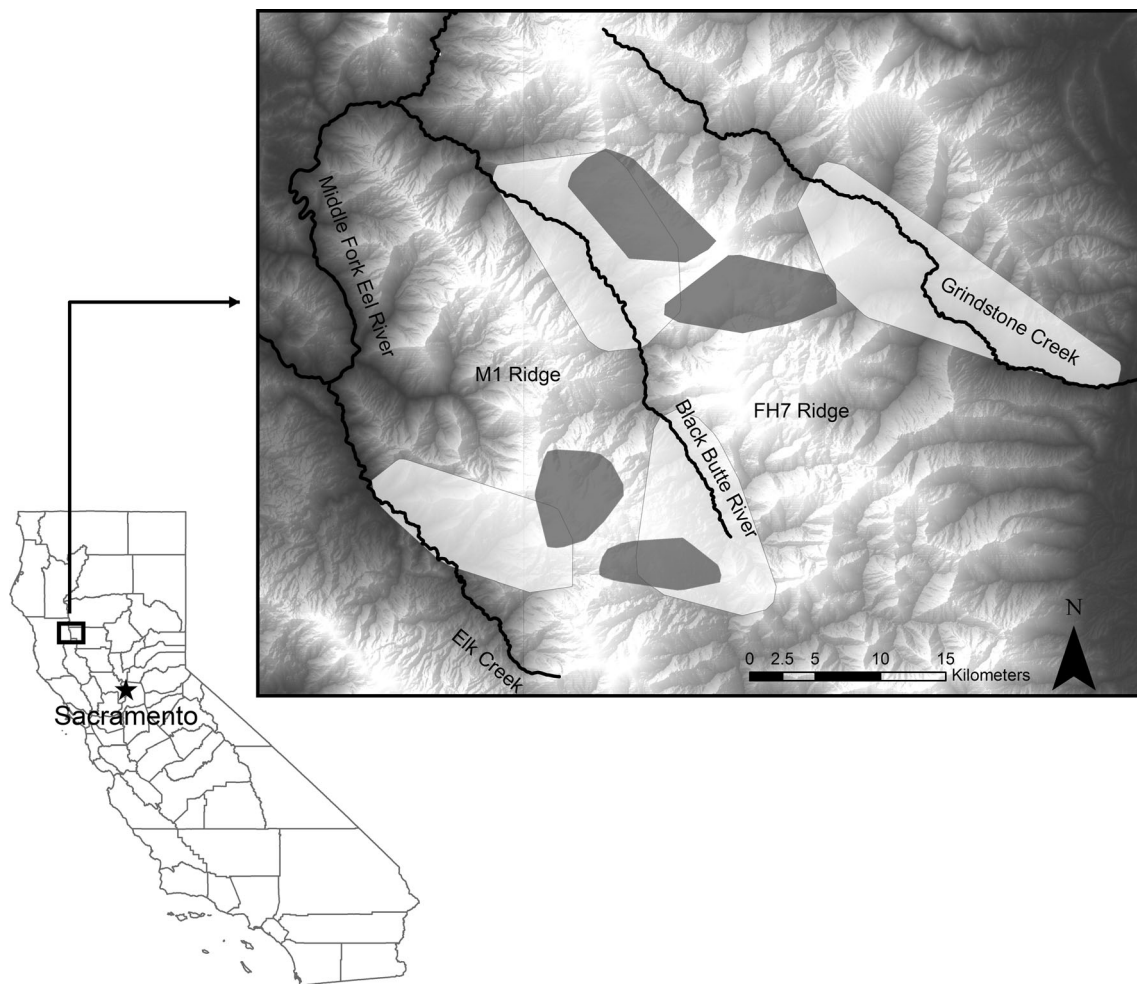 Middle Fork Eel River
Grindstone Creek
M1 Ridge
FH7 Ridge
Black Butte River
Elk Creek
N
0 2.5 5 10 15
Kilometers
Sacramento